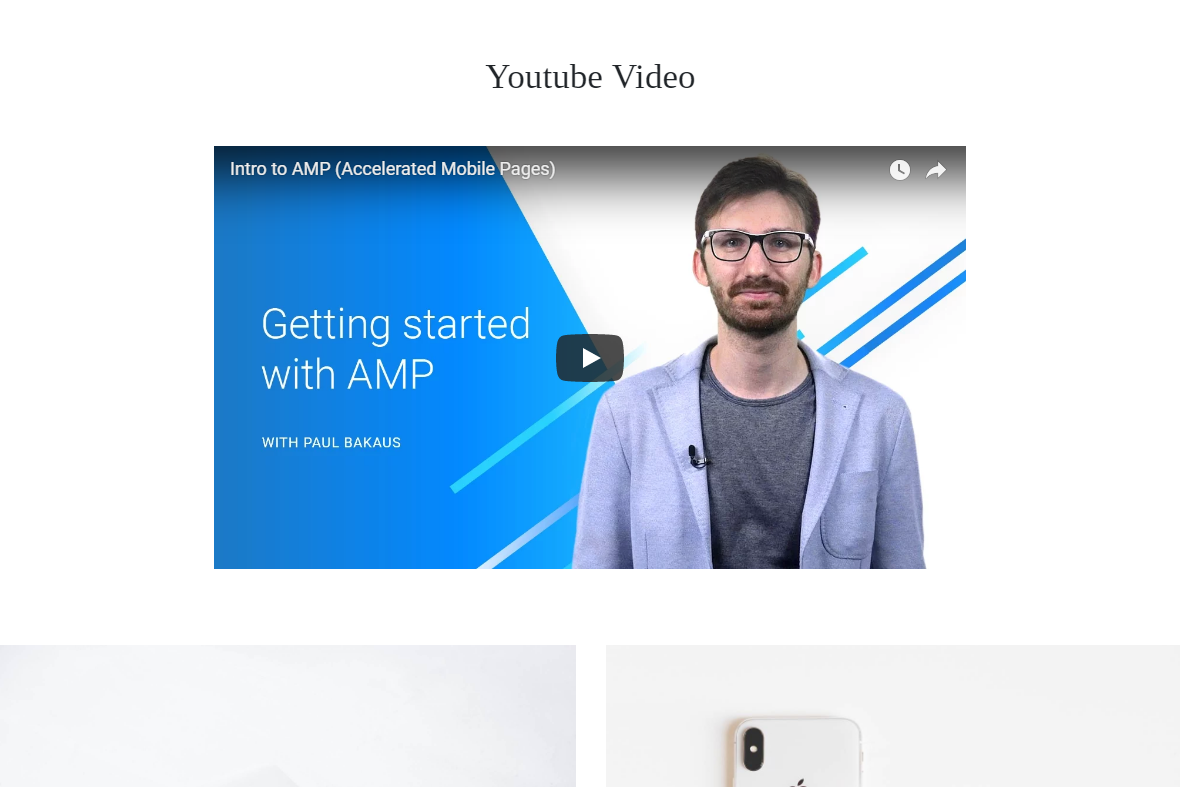 Youtube Video
Intro to AMP (Accelerated Mobile Pages)
Getting started
with AMP
WITH PAUL BAKAUS